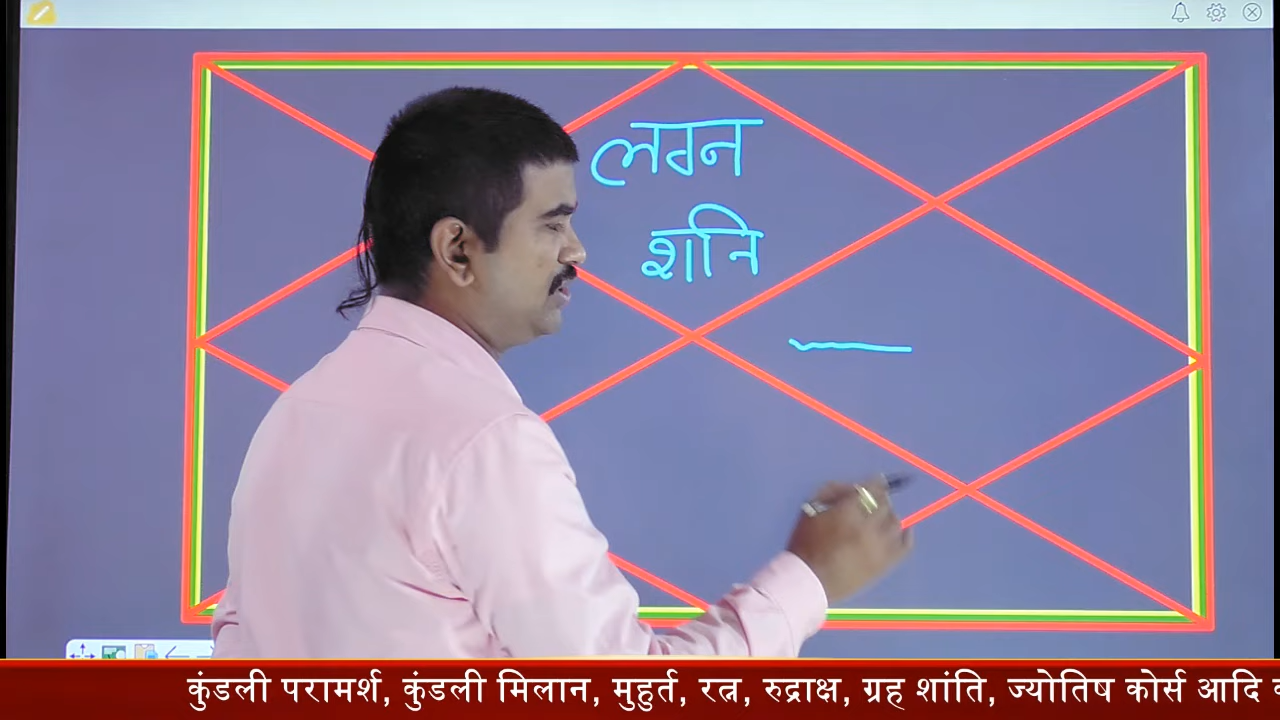 लग्न
शनि
कुंडली परामर्श, कुंडली मिलान, मुहुर्त, रत्न, रुद्राक्ष, ग्रह शांति, ज्योतिष कोर्स आदि